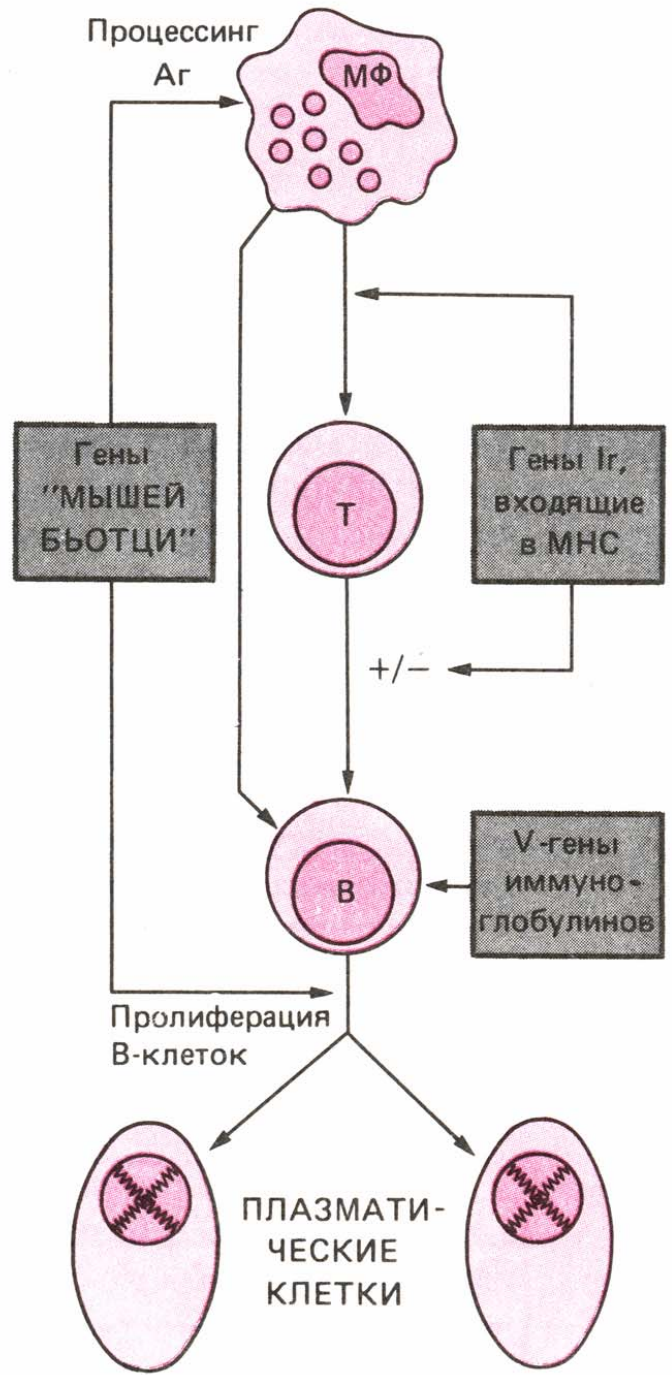 Процессинг
Аг
МФ
Гены
"МЫШЕЙ
БЬОТЦИ"
Т
Гены Ir,
входящие
в МНС
+/−
В
V-гены
иммуно-
глобулинов
Пролиферация
В-клеток
ПЛАЗМАТИ-
ЧЕСКИЕ
КЛЕТКИ